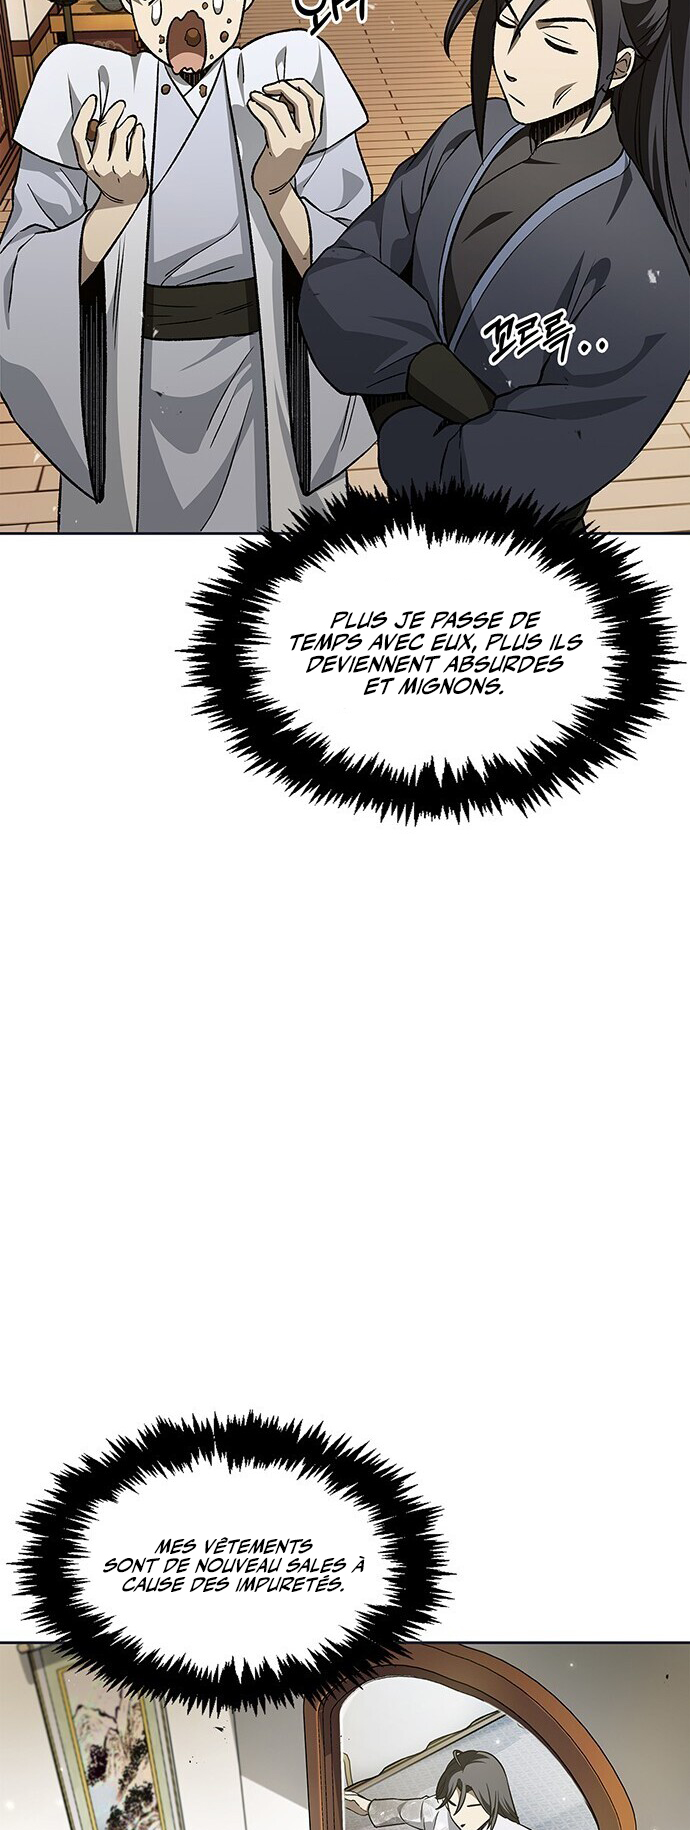 꼬르륵..
PLUS JE PASSE DE
TEMPS AVEC EUX, PLUS ILS
DEVIENNENT ABSURDES
ET MIGNONS.
MES VÊTEMENTS
SONT DE NOUVEAU SALES À
CAUSE DES IMPURETÉS.